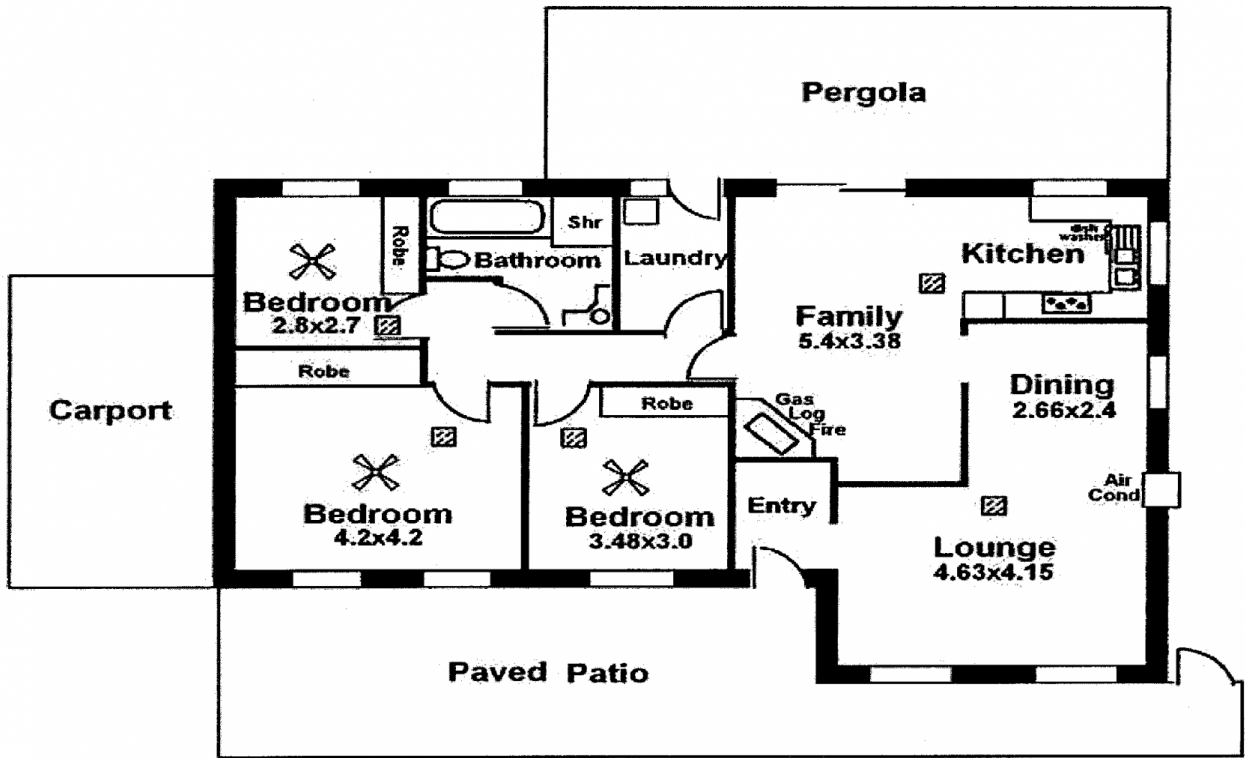 Pergola
Shr
Robe
Bathroom
Laundry
dish
washer
Kitchen
Bedroom
2.8x2.7
Family
5.4x3.38
Robe
Carport
Dining
2.66x2.4
Robe
Gas
Log
Fire
Air
Cond
Entry
Bedroom
4.2x4.2
Bedroom
3.48x3.0
Lounge
4.63x4.15
Paved Patio